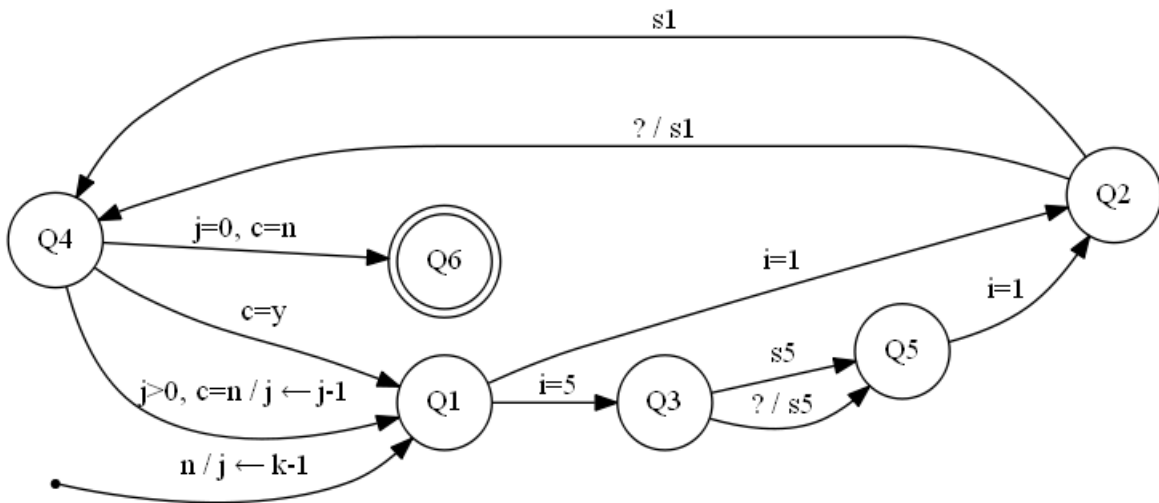 s1
? / s1
Q2
Q4
j=0, c=n
Q6
i=1
c=y
Q5
i=1
s5
j>0, c=n / j ← j-1
Q1
i=5
Q3
? / s5
n / j ← k-1